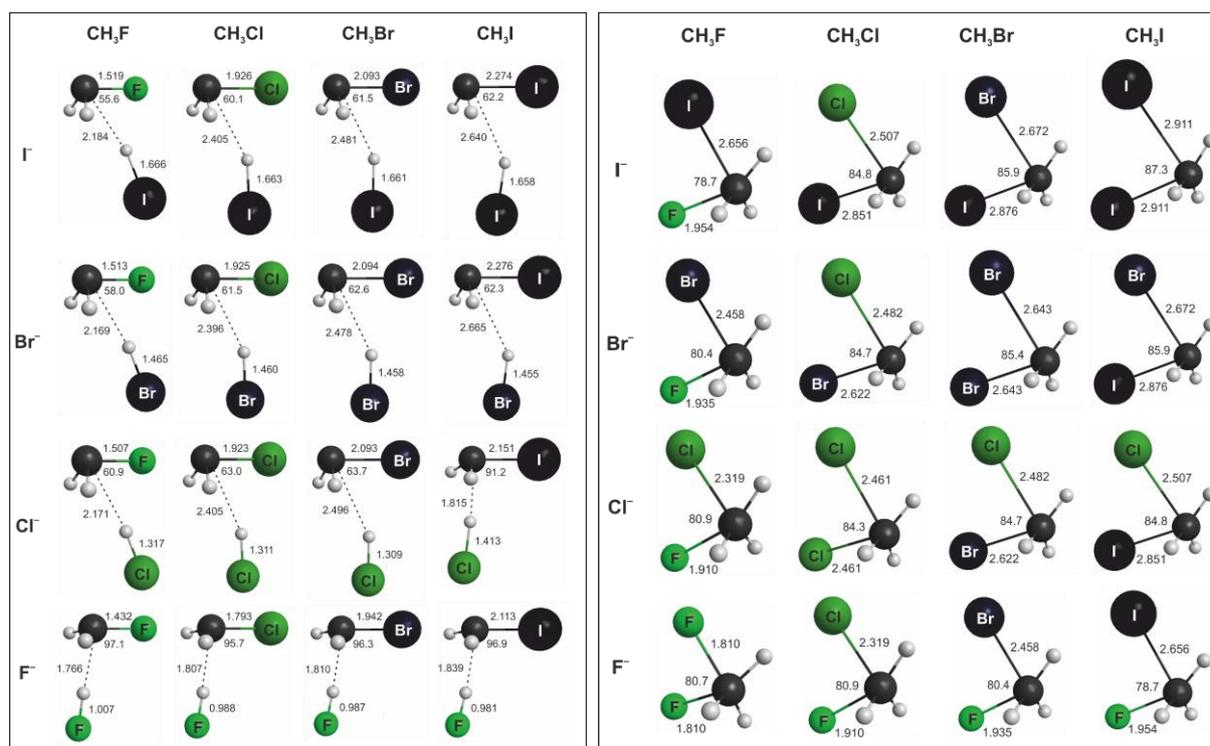 CH₃F CH₃Cl CH₃Br CH₃I
1.519 1.926 2.093 2.274
F Cl Br I
55.6 60.1 61.5 62.2
2.184 2.405 2.481 2.640
I⁻
1.666 1.663 1.661 1.658
I I I I
1.513 1.925 2.094 2.276
F Cl Br I
58.0 61.5 62.6 62.3
2.169 2.396 2.478 2.665
Br⁻
1.465 1.460 1.458 1.455
Br Br Br Br
1.507 1.923 2.093 2.151
F Cl Br I
60.9 63.0 63.7 91.2
2.171 2.405 2.496 1.815
Cl⁻
1.317 1.311 1.309 1.413
Cl Cl Cl Cl
1.432 1.793 1.942 2.113
F Cl Br I
97.1 95.7 96.3 96.9
1.766 1.807 1.810 1.839
F⁻
1.007 0.988 0.987 0.981
F F F F
CH₃F CH₃Cl CH₃Br CH₃I
I Cl Br I
2.656 2.507 2.672 2.911
I⁻
78.7 84.8 85.9 87.3
F I I I
1.954 2.851 2.876 2.911
Br Cl Br Br
2.458 2.482 2.643 2.672
Br⁻
80.4 84.7 85.4 85.9
F Br Br I
1.935 2.622 2.643 2.876
Cl Cl Cl Cl
2.319 2.461 2.482 2.507
Cl⁻
80.9 84.3 84.7 84.8
F Cl Br I
1.910 2.461 2.622 2.851
F Cl Br I
1.810 2.319 2.458 2.656
F⁻
80.7 80.9 80.4 78.7
F F F F
1.810 1.910 1.935 1.954